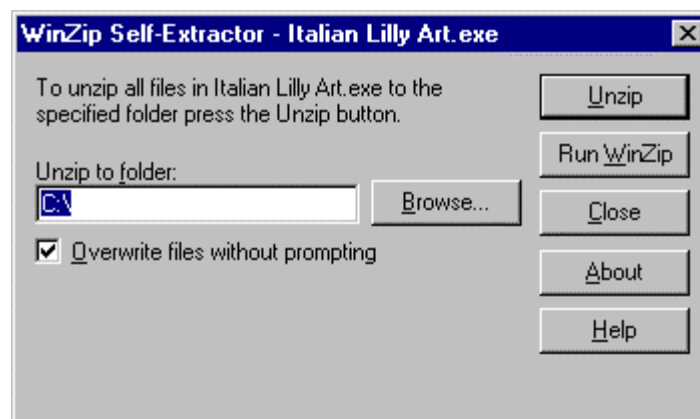 WinZip Self-Extractor - Italian Lilly Art.exe
To unzip all files in Italian Lilly Art.exe to the
specified folder press the Unzip button.
Unzip to folder:
C:\
Browse...
Overwrite files without prompting
Unzip
Run WinZip
Close
About
Help